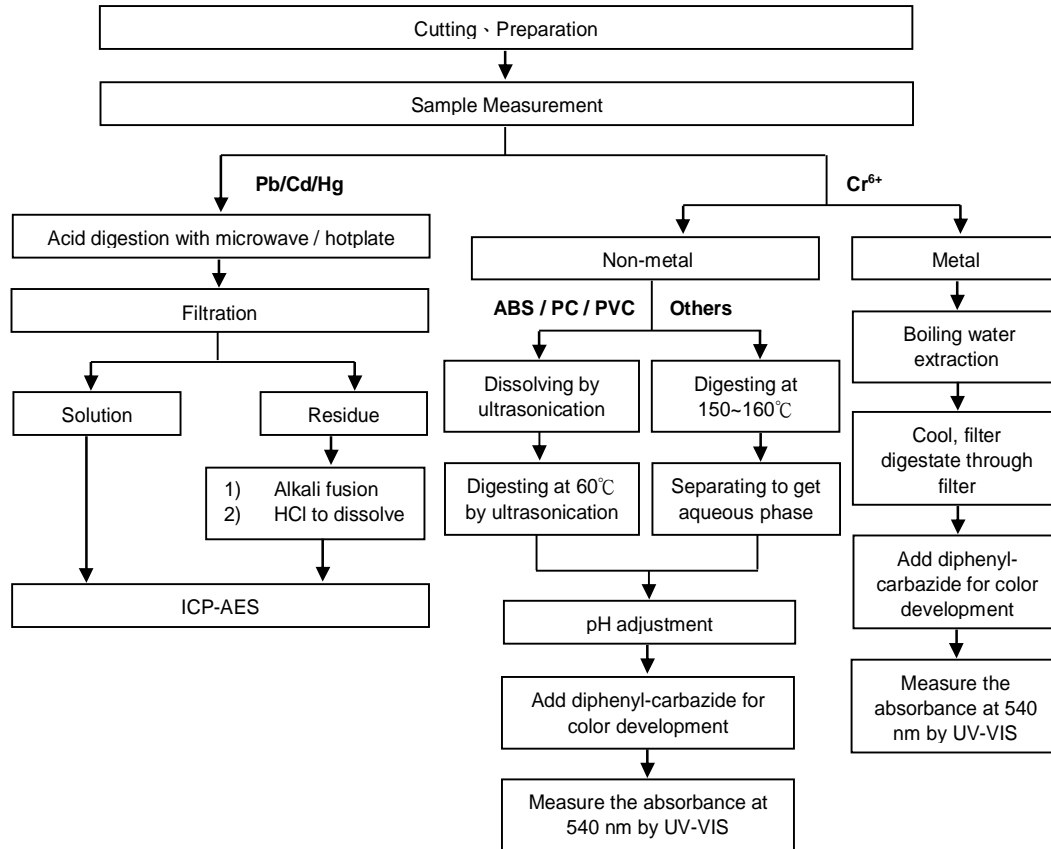 Cutting、Preparation
Sample Measurement
Pb/Cd/Hg
Acid digestion with microwave / hotplate
Filtration
Solution
Residue
1) Alkali fusion
2) HCl to dissolve
ICP-AES
Cr⁶⁺
Non-metal
ABS / PC / PVC
Others
Dissolving by
ultrasonication
Digesting at 60℃
by ultrasonication
Digesting at
150~160℃
Separating to get
aqueous phase
pH adjustment
Add diphenyl-carbazide for
color development
Measure the absorbance at
540 nm by UV-VIS
Metal
Boiling water
extraction
Cool, filter
digestate through
filter
Add diphenyl-
carbazide for color
development
Measure the
absorbance at 540
nm by UV-VIS